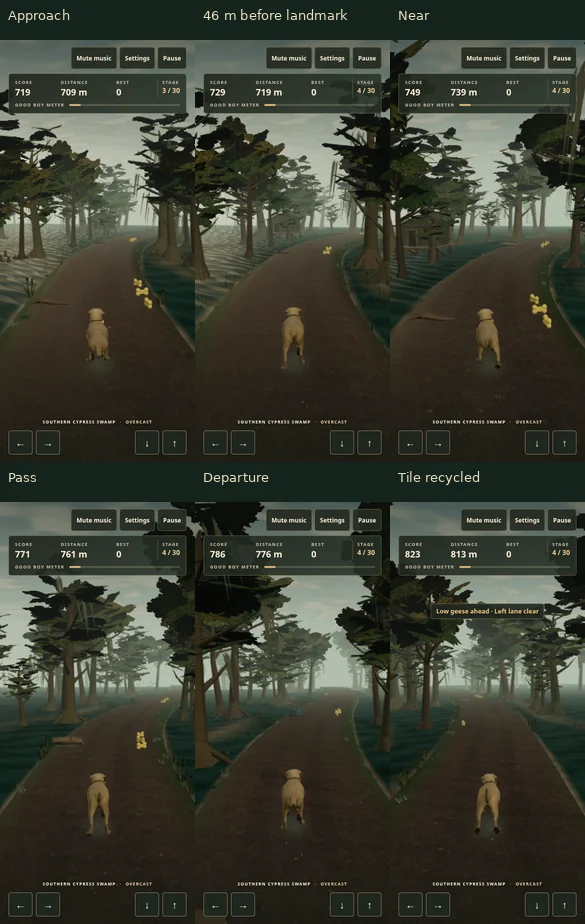 Approach
46 m before landmark
Near
Mute music Settings Pause
SCORE DISTANCE BEST STAGE
719 709 m 0 3 / 30
GOOD BOY METER
SOUTHERN CYPRESS SWAMP · OVERCAST
← → ↓ ↑
Mute music Settings Pause
SCORE DISTANCE BEST STAGE
729 719 m 0 4 / 30
GOOD BOY METER
SOUTHERN CYPRESS SWAMP · OVERCAST
← → ↓ ↑
Mute music Settings Pause
SCORE DISTANCE BEST STAGE
749 739 m 0 4 / 30
GOOD BOY METER
SOUTHERN CYPRESS SWAMP · OVERCAST
← → ↓ ↑
Pass
Departure
Tile recycled
Mute music Settings Pause
SCORE DISTANCE BEST STAGE
771 761 m 0 4 / 30
GOOD BOY METER
SOUTHERN CYPRESS SWAMP · OVERCAST
← → ↓ ↑
Mute music Settings Pause
SCORE DISTANCE BEST STAGE
786 776 m 0 4 / 30
GOOD BOY METER
SOUTHERN CYPRESS SWAMP · OVERCAST
← → ↓ ↑
Mute music Settings Pause
SCORE DISTANCE BEST STAGE
823 813 m 0 4 / 30
GOOD BOY METER
Low geese ahead · Left lane clear
SOUTHERN CYPRESS SWAMP · OVERCAST
← → ↓ ↑